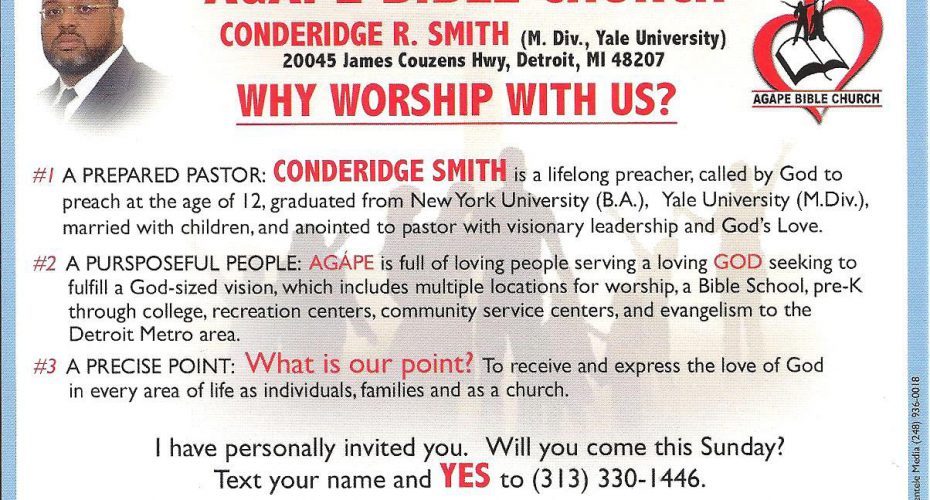 AGAPE BIBLE CHURCH
CONDERIDGE R. SMITH (M. Div., Yale University)
20045 James Couzens Hwy, Detroit, MI 48207
WHY WORSHIP WITH US?
AGAPE BIBLE CHURCH
#1 A PREPARED PASTOR: CONDERIDGE SMITH is a lifelong preacher, called by God to
preach at the age of 12, graduated from New York University (B.A.), Yale University (M.Div.),
married with children, and anointed to pastor with visionary leadership and God's Love.
#2 A PURSPOSEFUL PEOPLE: AGÁPE is full of loving people serving a loving GOD seeking to
fulfill a God-sized vision, which includes multiple locations for worship, a Bible School, pre-K
through college, recreation centers, community service centers, and evangelism to the
Detroit Metro area.
#3 A PRECISE POINT: What is our point? To receive and express the love of God
in every area of life as individuals, families and as a church.
I have personally invited you. Will you come this Sunday?
Text your name and YES to (313) 330-1446.
Media (248) 936-0018